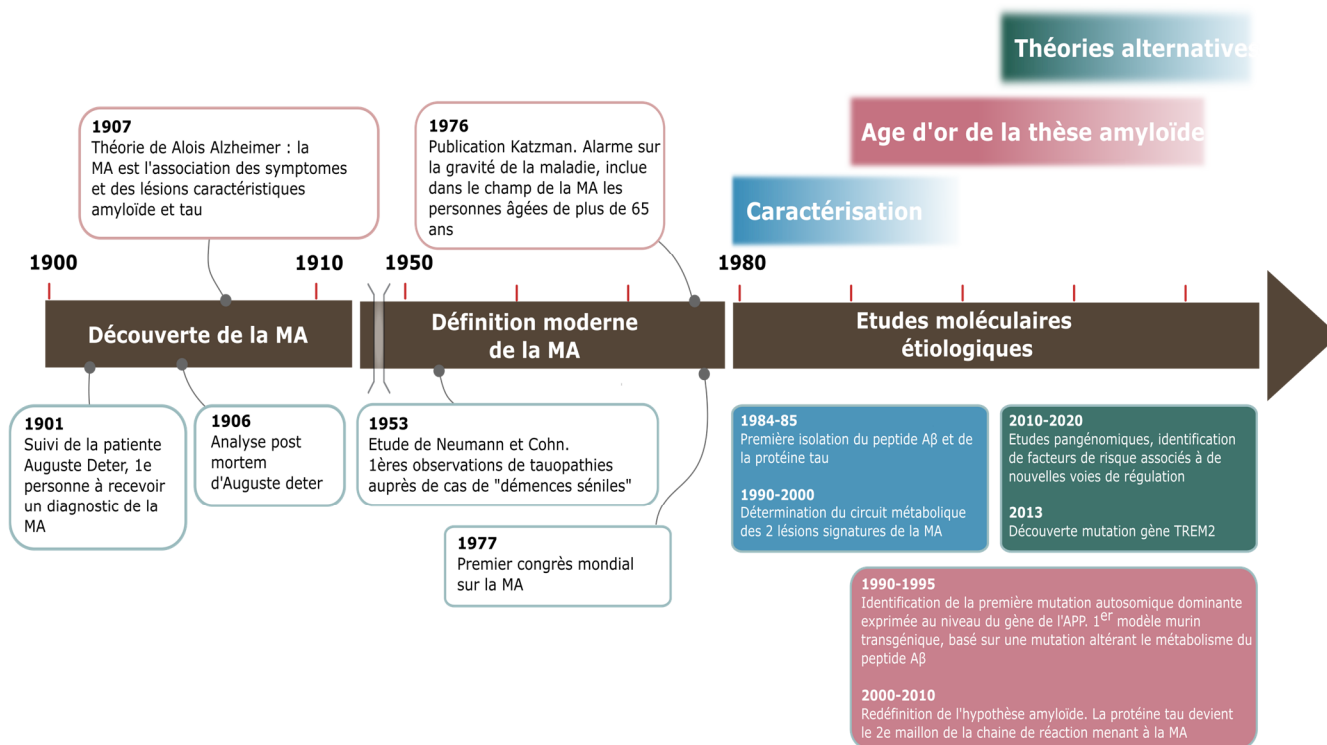 Théories alternatives
Age d'or de la thèse amyloïde
Caractérisation
1907
Théorie de Alois Alzheimer : la
MA est l'association des symptomes
et des lésions caractéristiques
amyloïde et tau
1976
Publication Katzman. Alarme sur
la gravité de la maladie, inclue
dans le champ de la MA les
personnes âgées de plus de 65
ans
1900
1910
1950
1980
Découverte de la MA
Définition moderne
de la MA
Etudes moléculaires
étiologiques
1901
Suivi de la patiente
Auguste Deter, 1e
personne à recevoir
un diagnostic de la
MA
1906
Analyse post
mortem
d'Auguste deter
1953
Etude de Neumann et Cohn.
1ères observations de tauopathies
auprès de cas de "démences séniles"
1977
Premier congrès mondial
sur la MA
1984-85
Première isolation du peptide Aβ et de
la protéine tau
1990-2000
Détermination du circuit métabolique
des 2 lésions signatures de la MA
2010-2020
Etudes pangénomiques, identification
de facteurs de risque associés à de
nouvelles voies de régulation
2013
Découverte mutation gène TREM2
1990-1995
Identification de la première mutation autosomique dominante
exprimée au niveau du gène de l'APP. 1er modèle murin
transgénique, basé sur une mutation altérant le métabolisme du
peptide Aβ
2000-2010
Redéfinition de l'hypothèse amyloïde. La protéine tau devient
le 2e maillon de la chaine de réaction menant à la MA